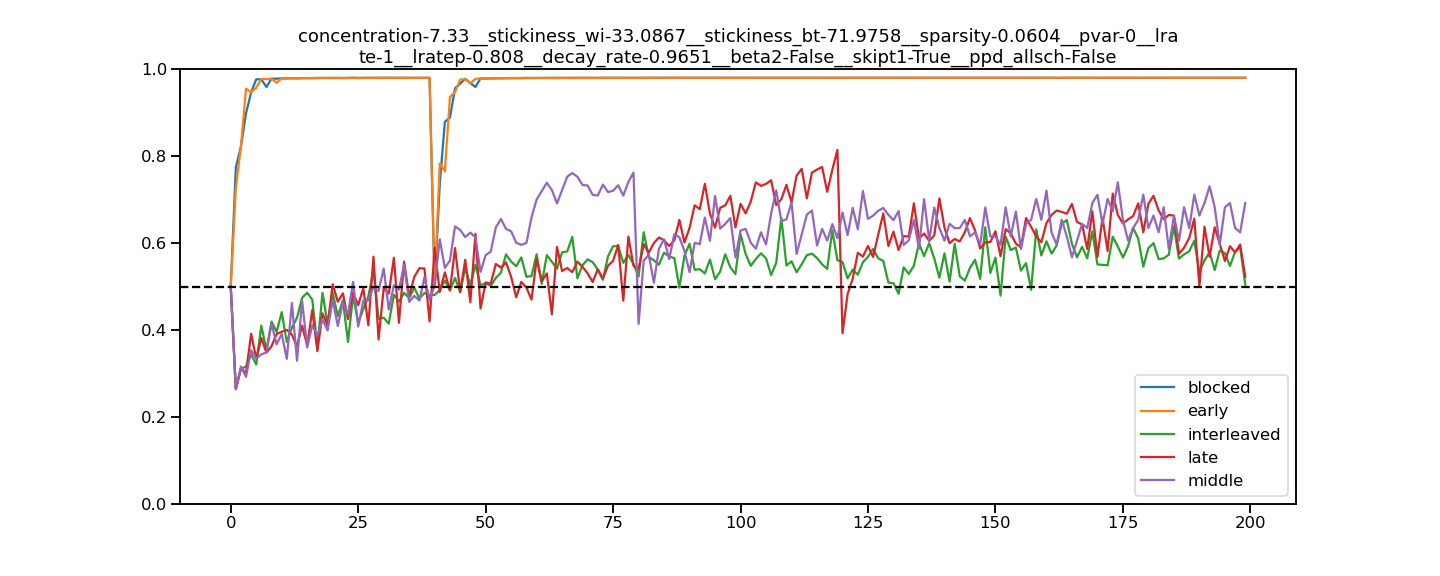 concentration-7.33__stickiness_wi-33.0867__stickiness_bt-71.9758__sparsity-0.0604__pvar-0__lra
te-1__lratep-0.808__decay_rate-0.9651__beta2-False__skipt1-True__ppd_allsch-False
1.0
0.8
0.6
0.4
0.2
0.0
0 25 50 75 100 125 150 175 200
blocked
early
interleaved
late
middle